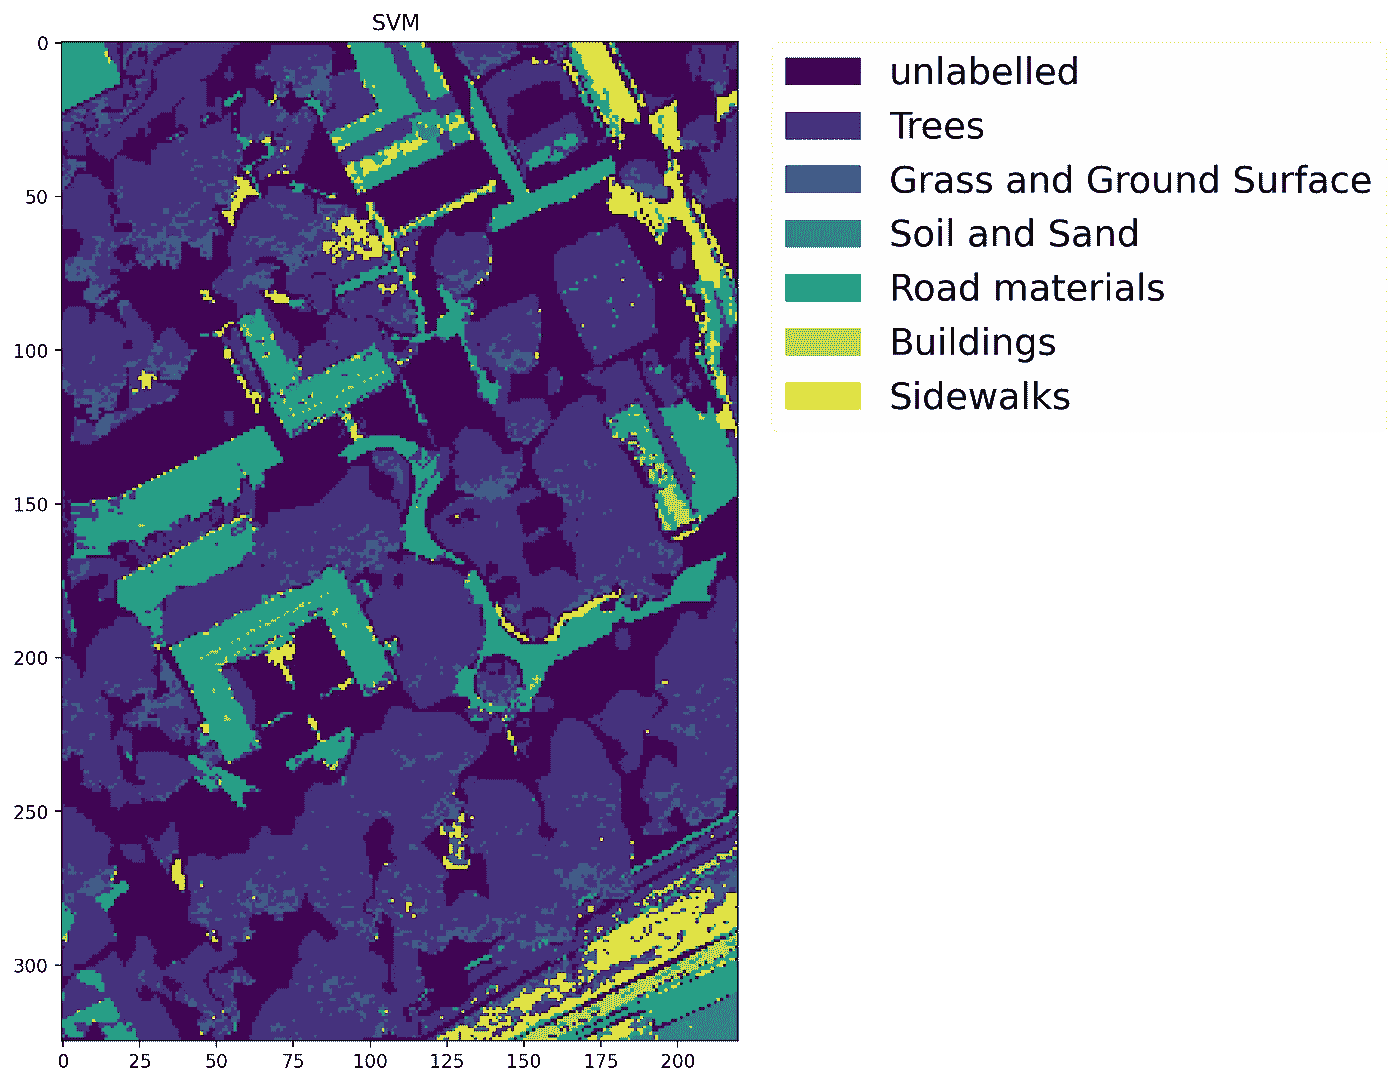 SVM
0
50
100
150
200
250
300
0 25 50 75 100 125 150 175 200
unlabelled
Trees
Grass and Ground Surface
Soil and Sand
Road materials
Buildings
Sidewalks